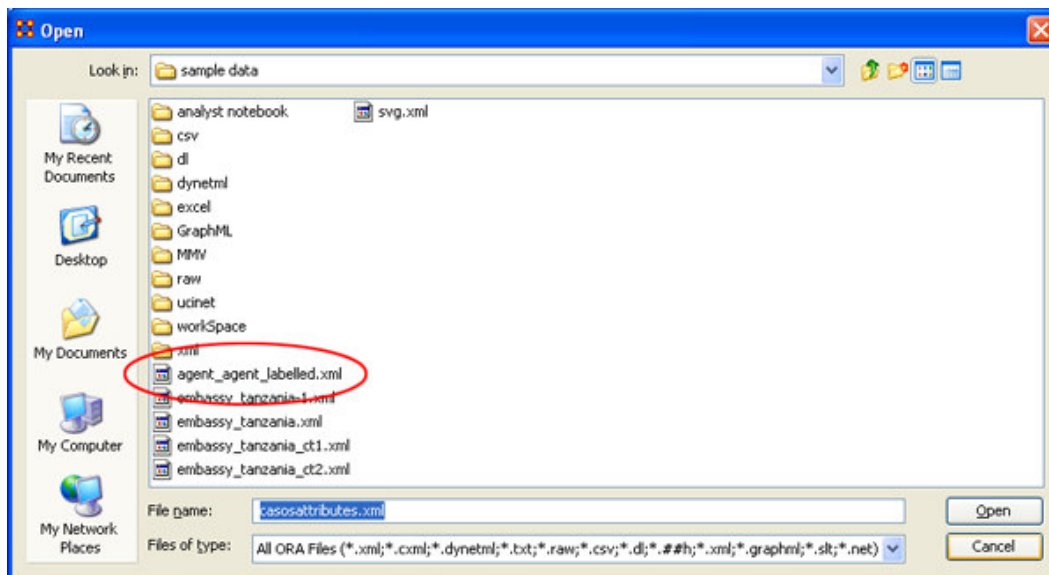 Open
Look in: sample data
My Recent Documents
Desktop
My Documents
My Computer
My Network Places
analyst notebook
csv
dl
dynetml
excel
GraphML
MMV
raw
ucinet
workSpace
xml
agent_agent_labelled.xml
embassy_tanzania-1.xml
embassy_tanzania.xml
embassy_tanzania_ct1.xml
embassy_tanzania_ct2.xml
svg.xml
File name: casosattributes.xml Open
Files of type: All ORA Files (*.xml;*.cxml;*.dynetml;*.txt;*.raw;*.csv;*.dl;*.##h;*.xml;*.graphml;*.slt;*.net) Cancel